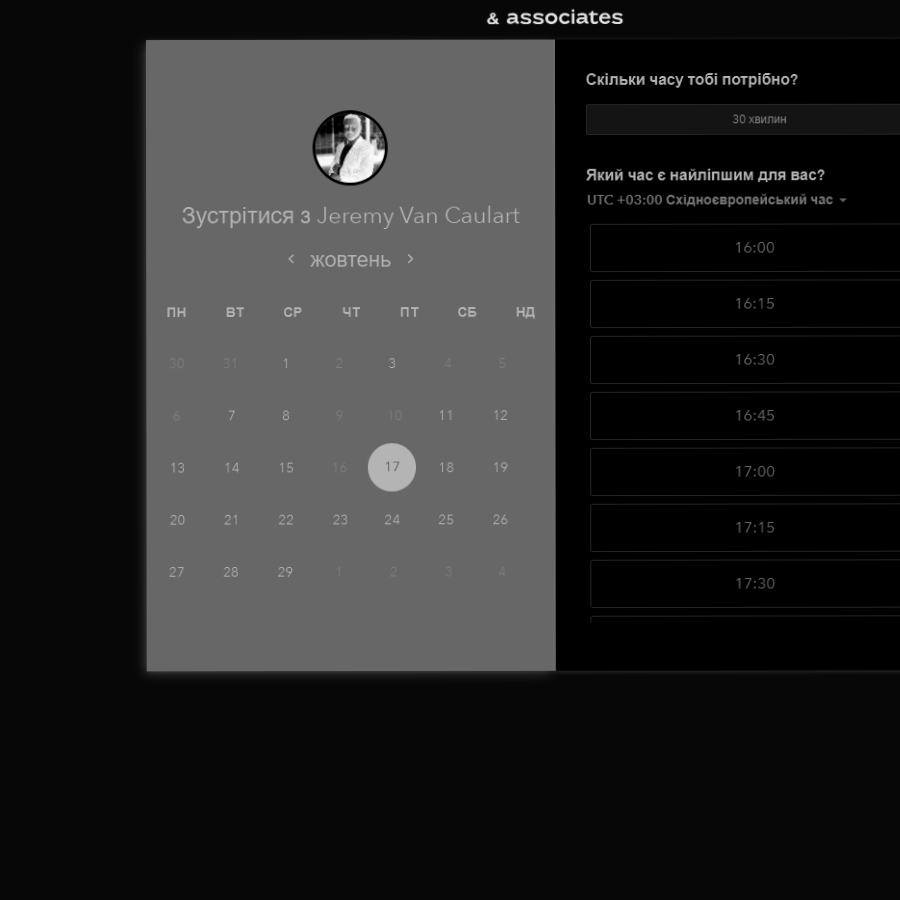 & associates
Зустрітися з Jeremy Van Caulart
жовтень
ПН ВТ СР ЧТ ПТ СБ НД
30 31 1 2 3 4 5
6 7 8 9 10 11 12
13 14 15 16 17 18 19
20 21 22 23 24 25 26
27 28 29 1 2 3 4
Скільки часу тобі потрібно?
30 хвилин
Який час є найліпшим для вас?
UTC +03:00 Східноєвропейський час
16:00
16:15
16:30
16:45
17:00
17:15
17:30